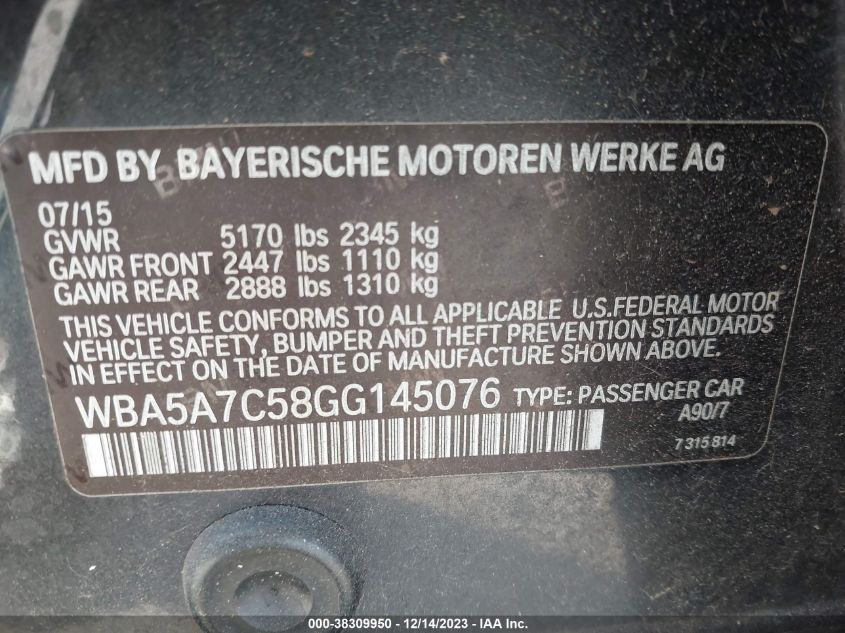 MFD BY BAYERISCHE MOTOREN WERKE AG
07/15
GVWR 5170 lbs 2345 kg
GAWR FRONT 2447 lbs 1110 kg
GAWR REAR 2888 lbs 1310 kg
THIS VEHICLE CONFORMS TO ALL APPLICABLE U.S.FEDERAL MOTOR
VEHICLE SAFETY, BUMPER AND THEFT PREVENTION STANDARDS
IN EFFECT ON THE DATE OF MANUFACTURE SHOWN ABOVE.
WBA5A7C58GG145076 TYPE: PASSENGER CAR
A90/7
7 315 814
000-38309950 - 12/14/2023 - IAA, Inc.